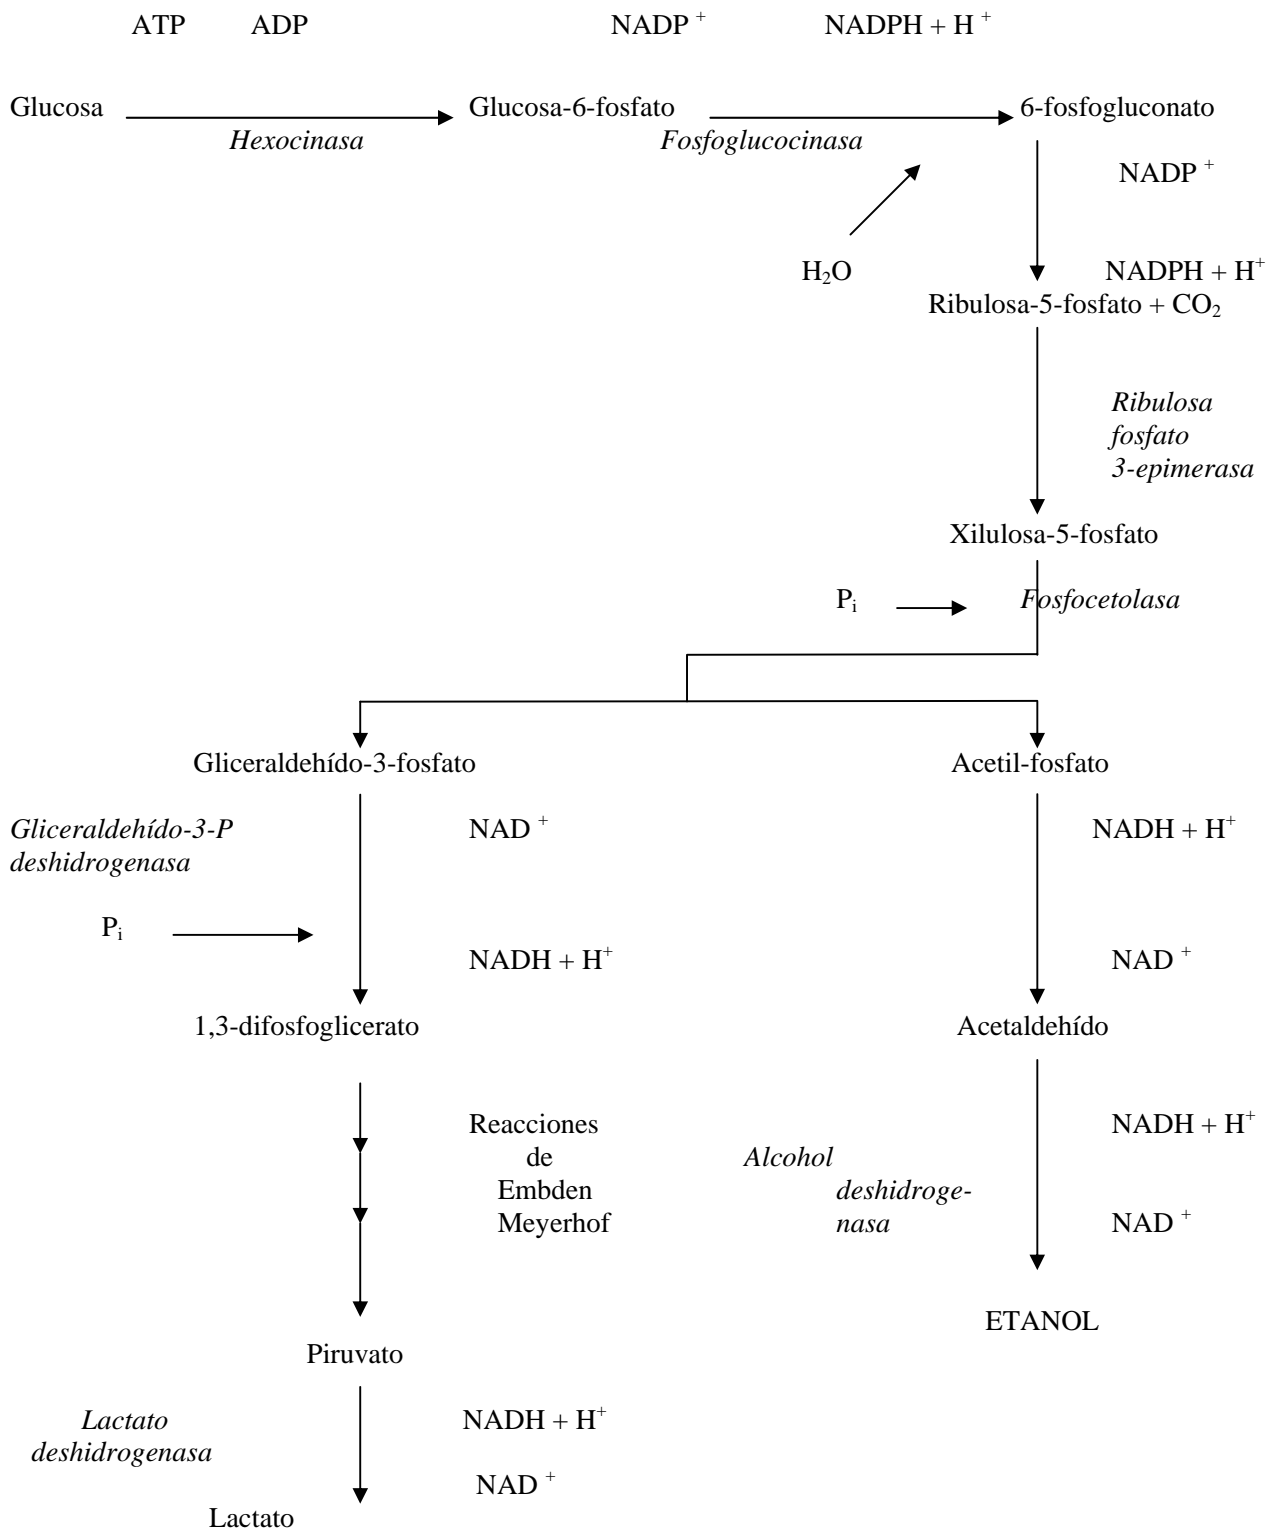 ATP ADP NADP + NADPH + H +
Glucosa Glucosa-6-fosfato 6-fosfogluconato
Hexocinasa Fosfoglucocinasa
NADP +
H2O NADPH + H+
Ribulosa-5-fosfato + CO2
Ribulosa
fosfato
3-epimerasa
Xilulosa-5-fosfato
Pi Fosfocetolasa
Gliceraldehído-3-fosfato Acetil-fosfato
Gliceraldehído-3-P NAD + NADH + H+
deshidrogenasa
Pi
NADH + H+ NAD +
1,3-difosfoglicerato Acetaldehído
Reacciones NADH + H+
de Alcohol
Embden deshidroge-
Meyerhof nasa NAD +
ETANOL
Piruvato
Lactato NADH + H+
deshidrogenasa
NAD +
Lactato